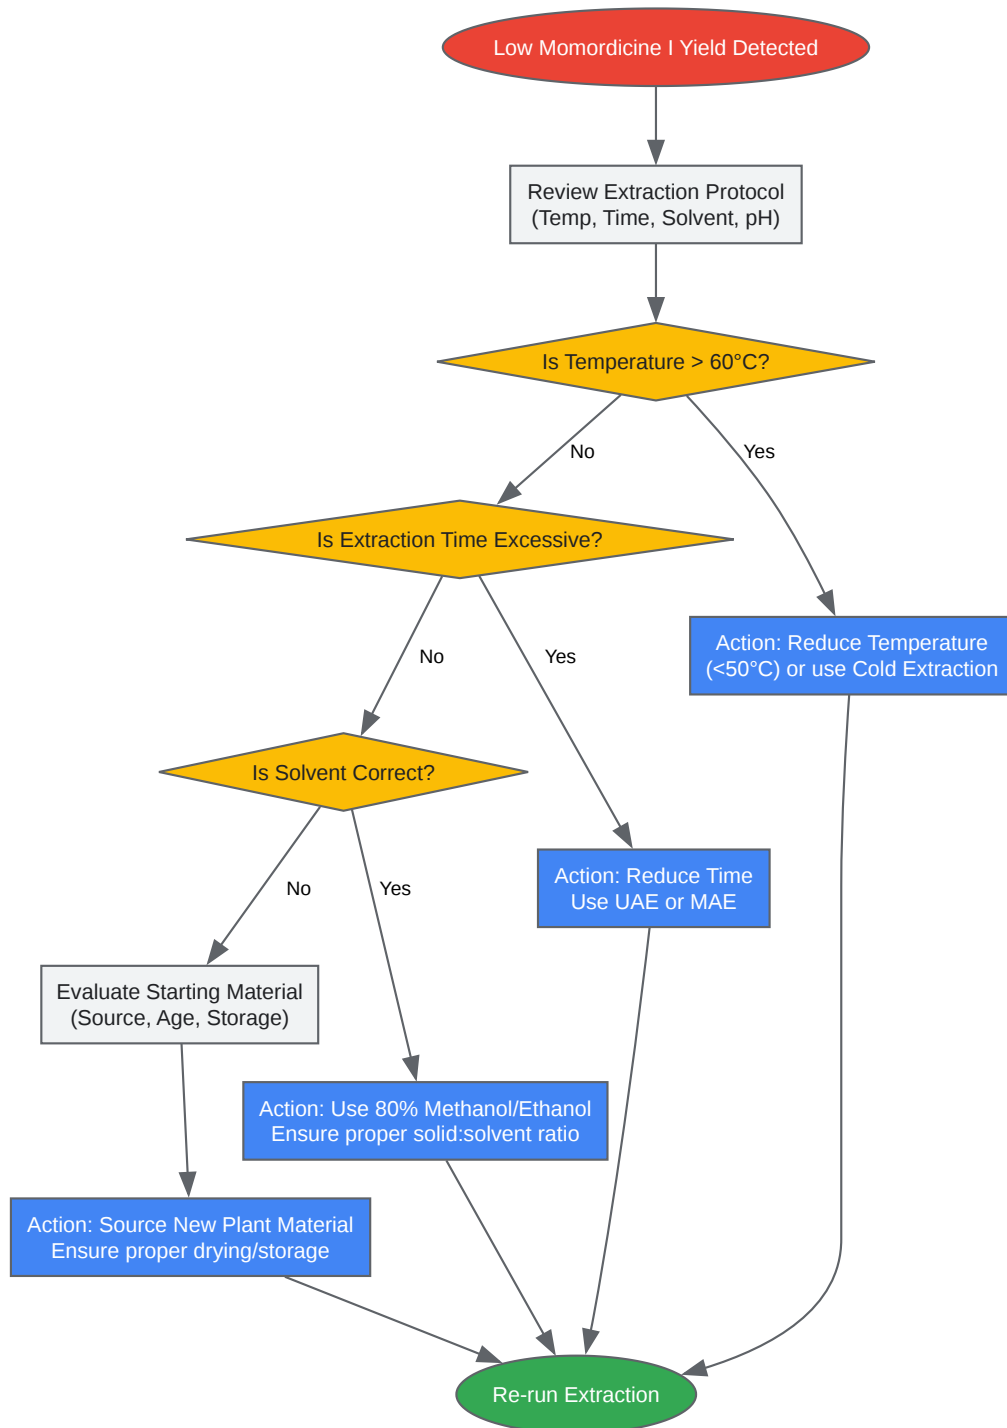 Low Momordicine I Yield Detected
Review Extraction Protocol
(Temp, Time, Solvent, pH)
Is Temperature > 60°C?
No
Yes
Is Extraction Time Excessive?
No
Yes
Action: Reduce Temperature
(<50°C) or use Cold Extraction
Is Solvent Correct?
No
Yes
Action: Reduce Time
Use UAE or MAE
Evaluate Starting Material
(Source, Age, Storage)
Action: Use 80% Methanol/Ethanol
Ensure proper solid:solvent ratio
Action: Source New Plant Material
Ensure proper drying/storage
Re-run Extraction